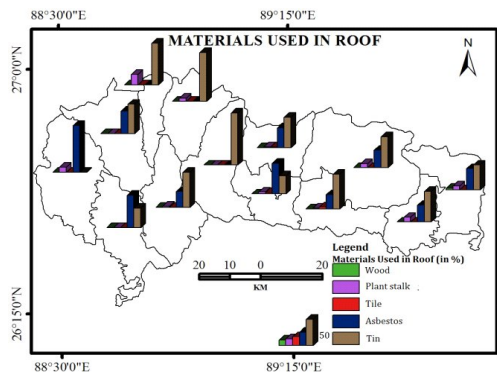 88°30'0"E 89°15'0"E
MATERIALS USED IN ROOF
N
27°0'0"N
26°15'0"N
20 10 0 20
KM
Legend
Materials Used in Roof (in %)
Wood
Plant stalk
Tile
Asbestos
Tin
50
88°30'0"E 89°15'0"E